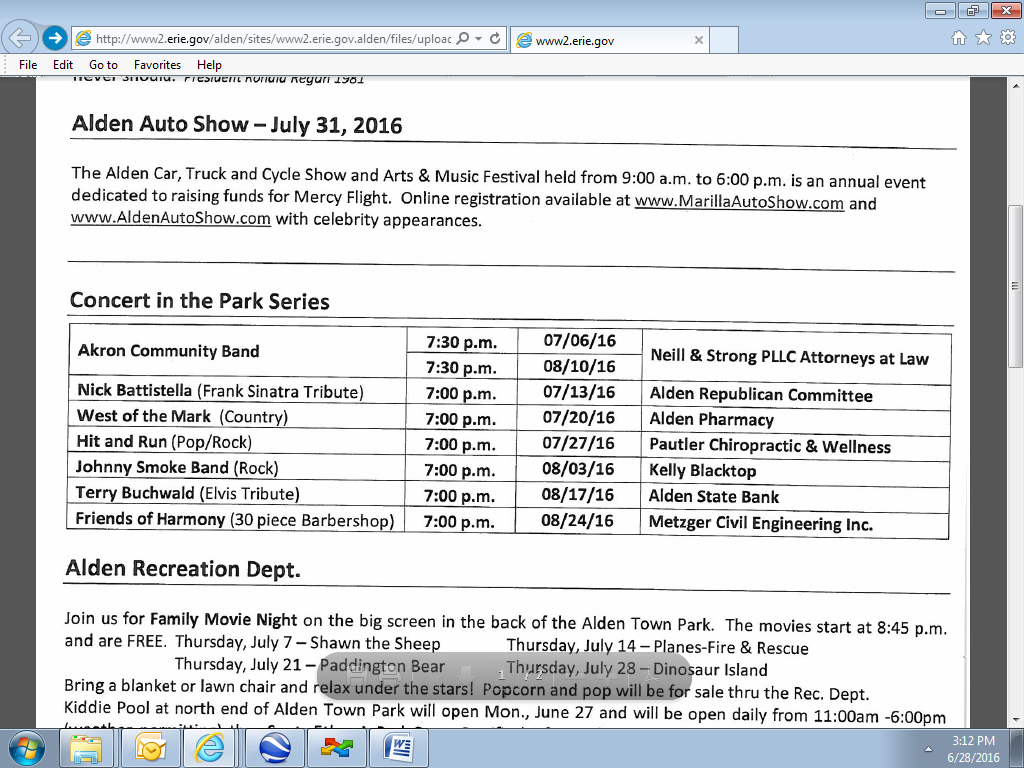 http://www2.erie.gov/alden/sites/www2.erie.gov.alden/files/uploac
www2.erie.gov
File Edit Go to Favorites Help
never should. President Ronald Regan 1981
Alden Auto Show – July 31, 2016
The Alden Car, Truck and Cycle Show and Arts & Music Festival held from 9:00 a.m. to 6:00 p.m. is an annual event
dedicated to raising funds for Mercy Flight. Online registration available at www.MarillaAutoShow.com and
www.AldenAutoShow.com with celebrity appearances.
Concert in the Park Series
Akron Community Band 7:30 p.m. 07/06/16 Neill & Strong PLLC Attorneys at Law
7:30 p.m. 08/10/16
Nick Battistella (Frank Sinatra Tribute) 7:00 p.m. 07/13/16 Alden Republican Committee
West of the Mark (Country) 7:00 p.m. 07/20/16 Alden Pharmacy
Hit and Run (Pop/Rock) 7:00 p.m. 07/27/16 Pautler Chiropractic & Wellness
Johnny Smoke Band (Rock) 7:00 p.m. 08/03/16 Kelly Blacktop
Terry Buchwald (Elvis Tribute) 7:00 p.m. 08/17/16 Alden State Bank
Friends of Harmony (30 piece Barbershop) 7:00 p.m. 08/24/16 Metzger Civil Engineering Inc.
Alden Recreation Dept.
Join us for Family Movie Night on the big screen in the back of the Alden Town Park. The movies start at 8:45 p.m.
and are FREE. Thursday, July 7 – Shawn the Sheep Thursday, July 14 – Planes-Fire & Rescue
Thursday, July 21 – Paddington Bear Thursday, July 28 – Dinosaur Island
1 / 2
Bring a blanket or lawn chair and relax under the stars! Popcorn and pop will be for sale thru the Rec. Dept.
Kiddie Pool at north end of Alden Town Park will open Mon., June 27 and will be open daily from 11:00am -6:00pm
3:12 PM
6/28/2016